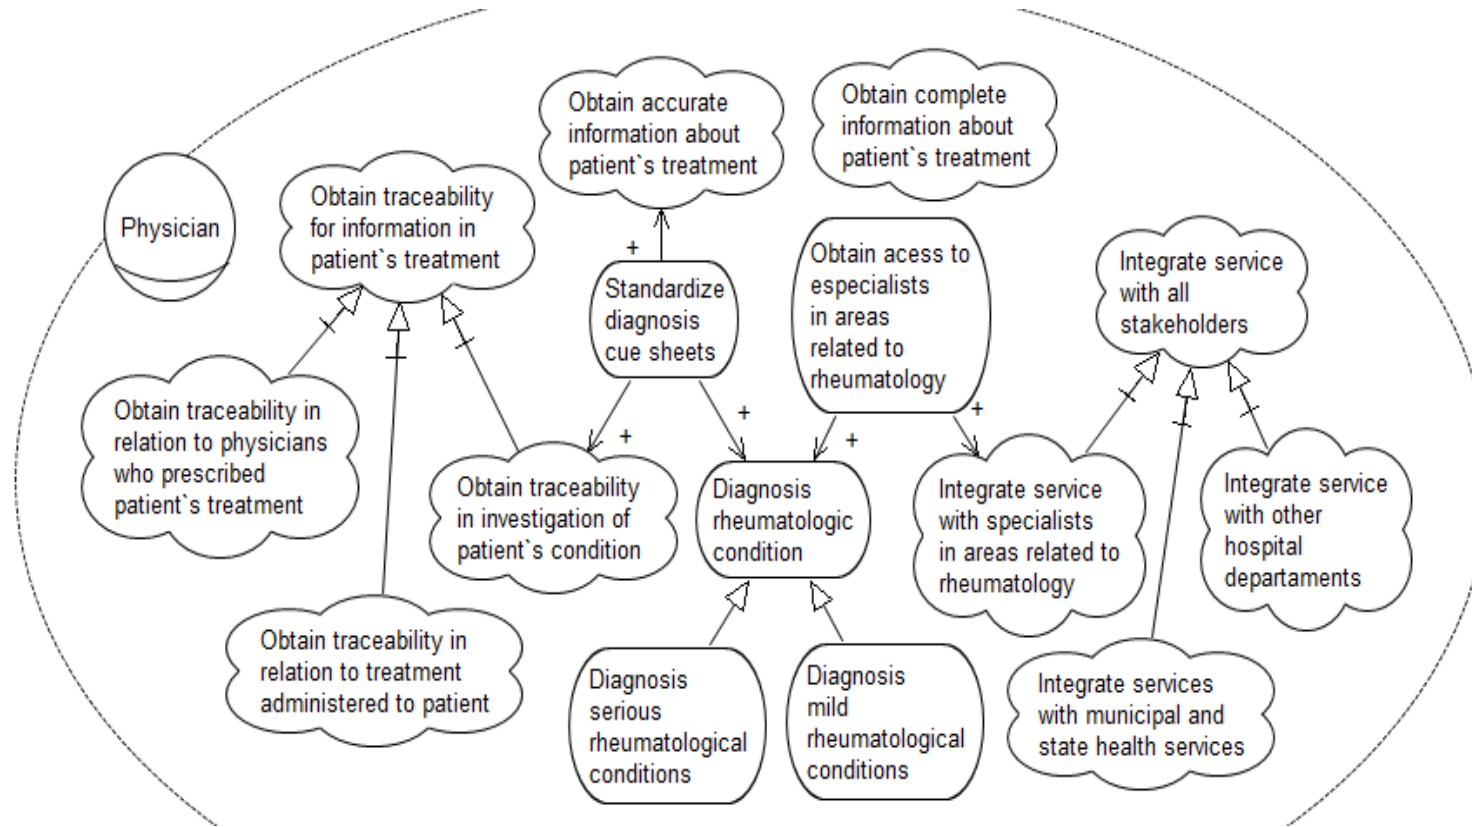 Obtain accurate
information about
patient`s treatment
Obtain complete
information about
patient`s treatment
Physician
Obtain traceability
for information in
patient`s treatment
+
Standardize
diagnosis
cue sheets
Obtain acess to
especialists
in areas
related to
rheumatology
Integrate service
with all
stakeholders
+
+
+
+
Obtain traceability in
relation to physicians
who prescribed
patient`s treatment
Obtain traceability
in investigation of
patient`s condition
Diagnosis
rheumatologic
condition
Integrate service
with specialists
in areas related to
rheumatology
Integrate service
with other
hospital
departaments
Obtain traceability in
relation to treatment
administered to patient
Diagnosis
serious
rheumatological
conditions
Diagnosis
mild
rheumatological
conditions
Integrate services
with municipal and
state health services